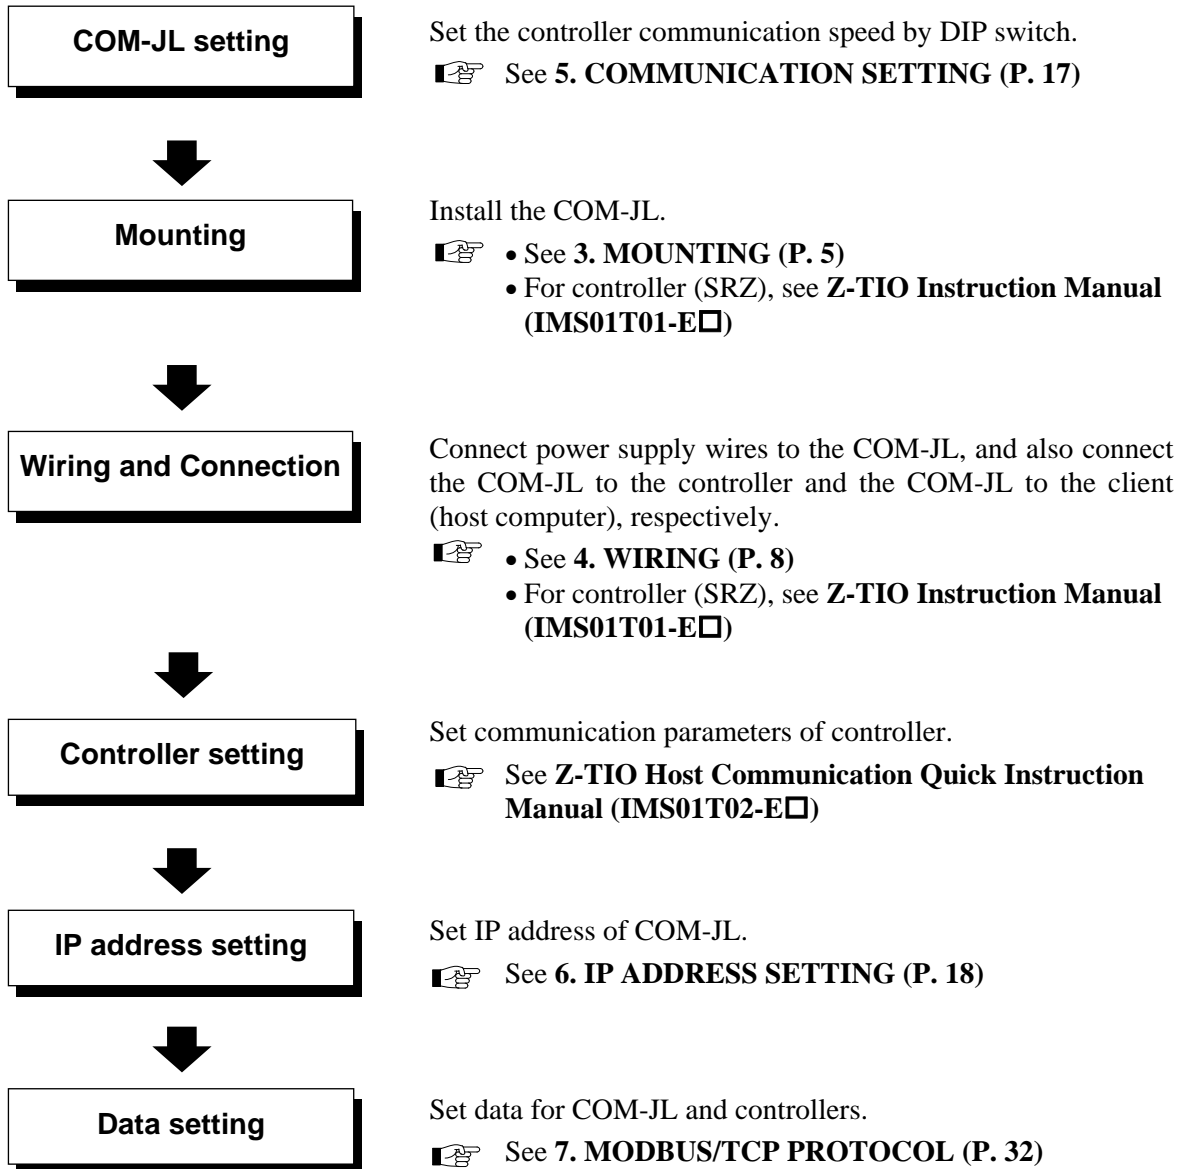 COM-JL setting
Set the controller communication speed by DIP switch.
See 5. COMMUNICATION SETTING (P. 17)
Mounting
Install the COM-JL.
• See 3. MOUNTING (P. 5)
• For controller (SRZ), see Z-TIO Instruction Manual
(IMS01T01-E□)
Wiring and Connection
Connect power supply wires to the COM-JL, and also connect
the COM-JL to the controller and the COM-JL to the client
(host computer), respectively.
• See 4. WIRING (P. 8)
• For controller (SRZ), see Z-TIO Instruction Manual
(IMS01T01-E□)
Controller setting
Set communication parameters of controller.
See Z-TIO Host Communication Quick Instruction
Manual (IMS01T02-E□)
IP address setting
Set IP address of COM-JL.
See 6. IP ADDRESS SETTING (P. 18)
Data setting
Set data for COM-JL and controllers.
See 7. MODBUS/TCP PROTOCOL (P. 32)